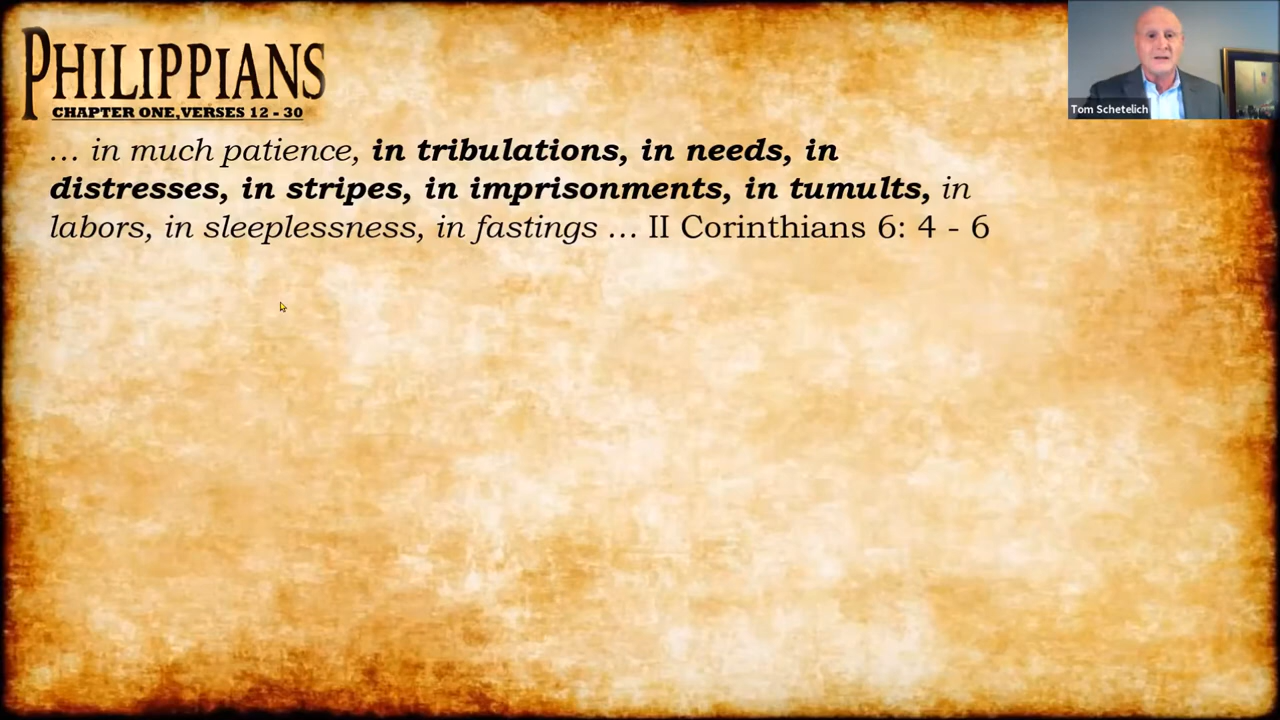 PHILIPPIANS
CHAPTER ONE, VERSES 12 - 30
Tom Schetelich
… in much patience, in tribulations, in needs, in
distresses, in stripes, in imprisonments, in tumults, in
labors, in sleeplessness, in fastings … II Corinthians 6: 4 - 6